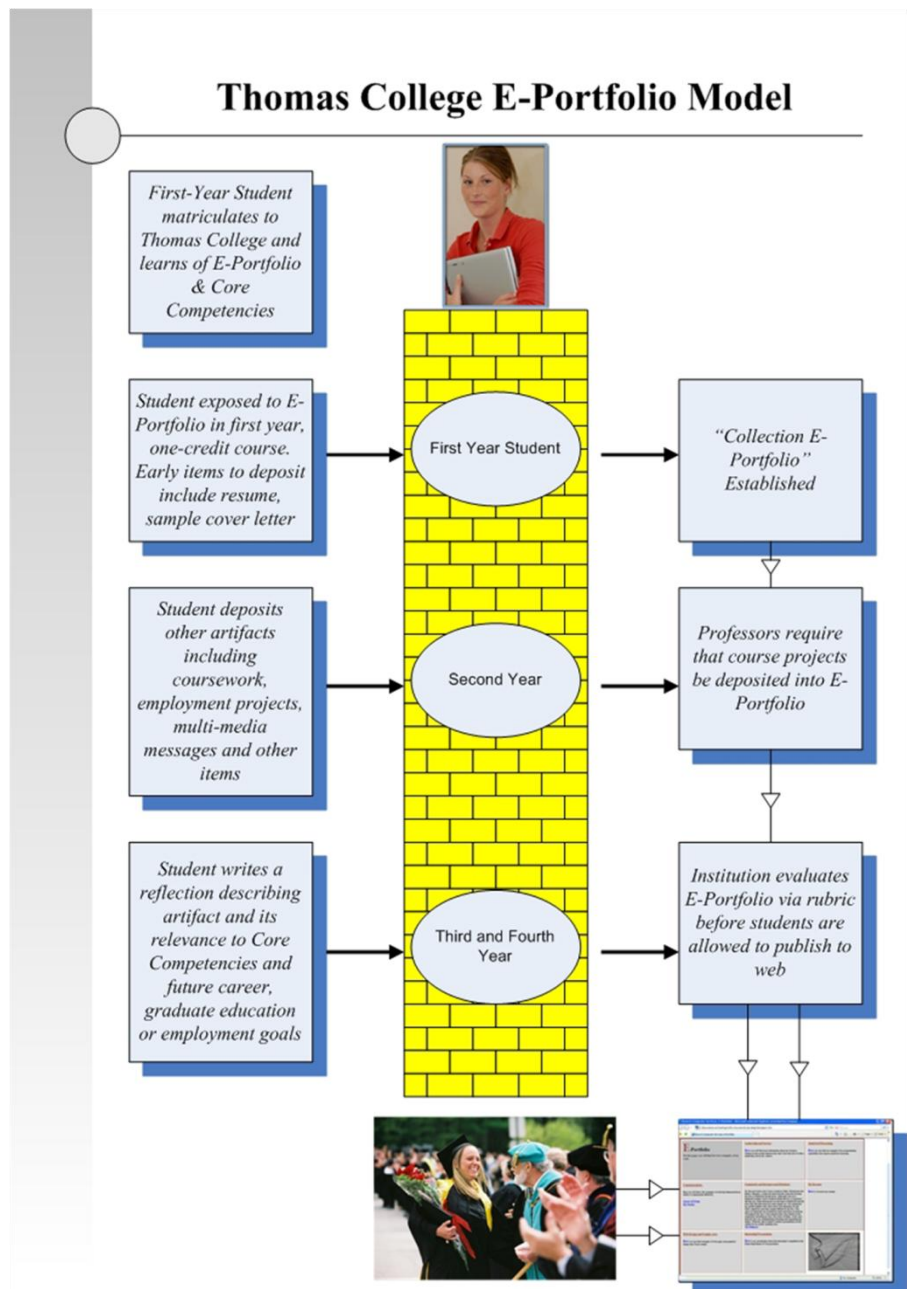 Thomas College E-Portfolio Model
First-Year Student
matriculates to
Thomas College and
learns of E-Portfolio
& Core
Competencies
Student exposed to E-
Portfolio in first year,
one-credit course.
Early items to deposit
include resume,
sample cover letter
First Year Student
“Collection E-
Portfolio”
Established
Student deposits
other artifacts
including
coursework,
employment projects,
multi-media
messages and other
items
Second Year
Professors require
that course projects
be deposited into E-
Portfolio
Student writes a
reflection describing
artifact and its
relevance to Core
Competencies and
future career,
graduate education
or employment goals
Third and Fourth
Year
Institution evaluates
E-Portfolio via rubric
before students are
allowed to publish to
web
E-Portfolio